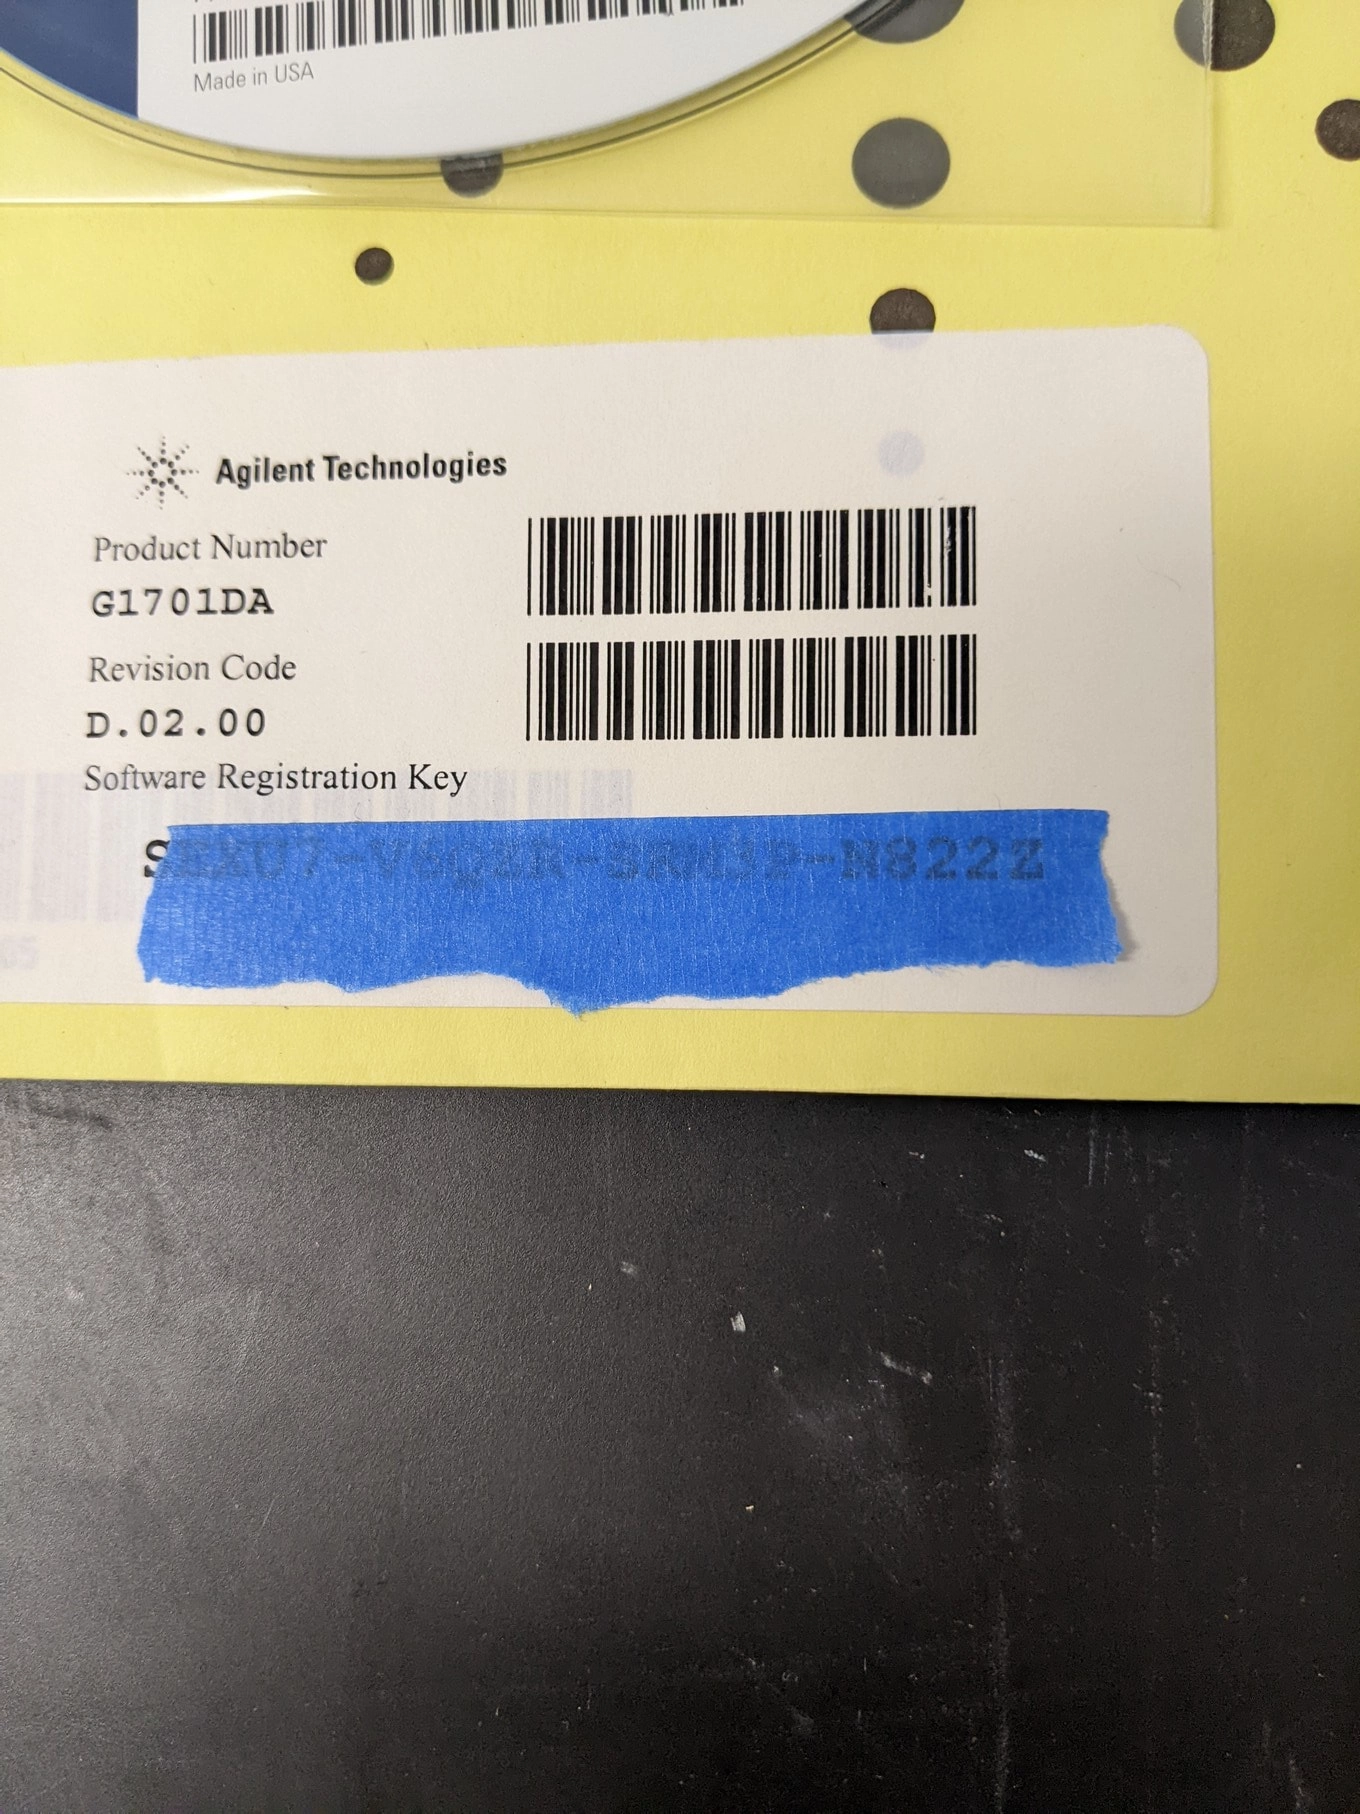 Made in USA
Agilent Technologies
Product Number
G1701DA
Revision Code
D.02.00
Software Registration Key